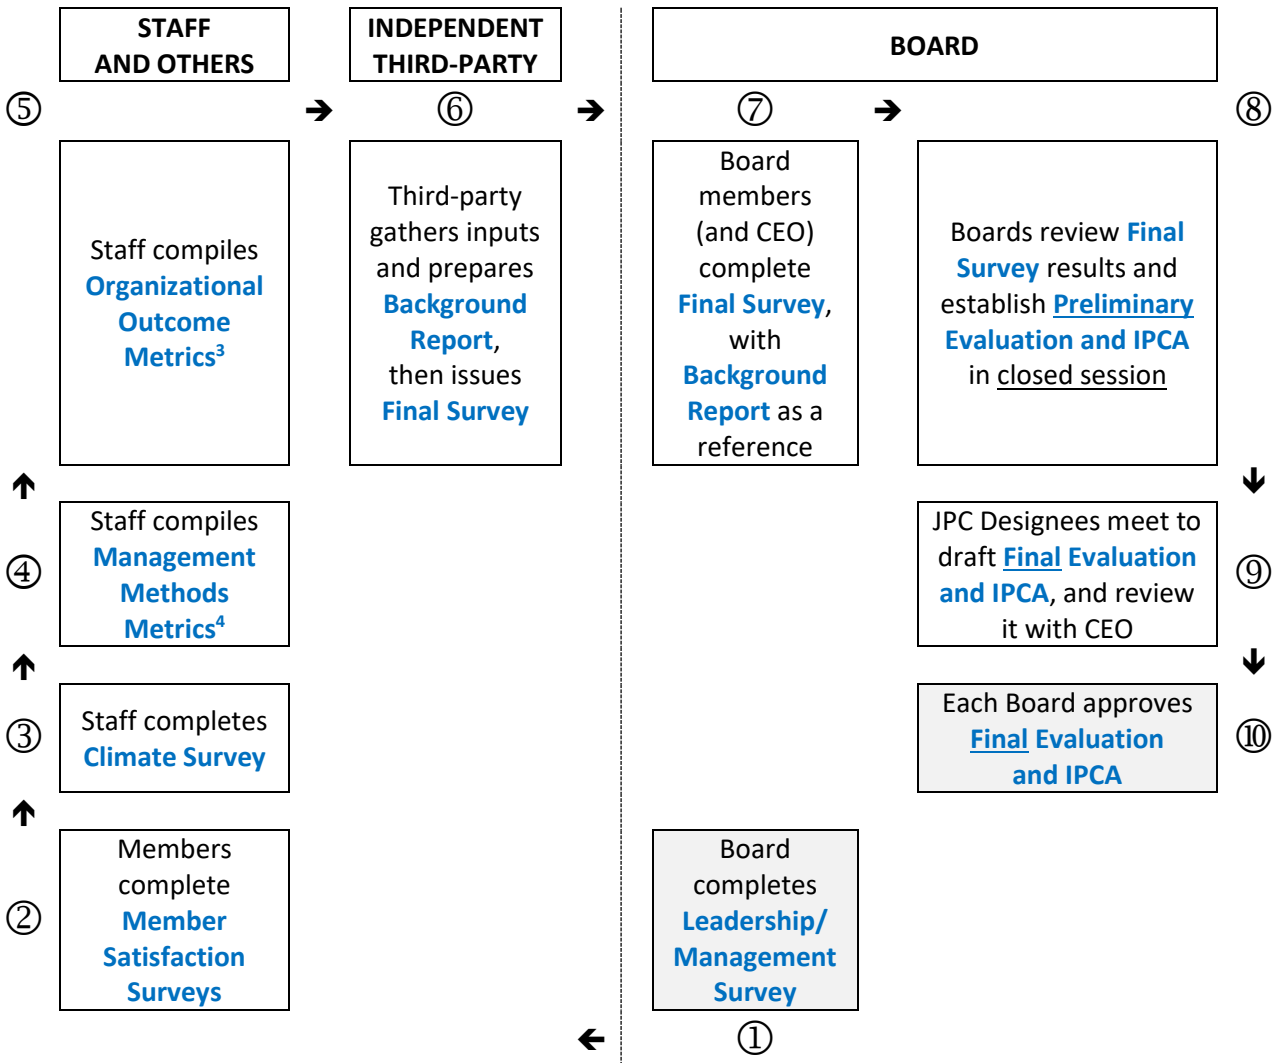 STAFF
AND OTHERS
INDEPENDENT
THIRD-PARTY
BOARD
⑤
➔
⑥
➔
⑦
➔
⑧
Staff compiles
Organizational
Outcome
Metrics³
Third-party
gathers inputs
and prepares
Background
Report,
then issues
Final Survey
Board
members
(and CEO)
complete
Final Survey,
with
Background
Report as a
reference
Boards review Final
Survey results and
establish Preliminary
Evaluation and IPCA
in closed session
④
Staff compiles
Management
Methods
Metrics⁴
JPC Designees meet to
draft Final Evaluation
and IPCA, and review
it with CEO
⑨
③
Staff completes
Climate Survey
Each Board approves
Final Evaluation
and IPCA
⑩
②
Members
complete
Member
Satisfaction
Surveys
Board
completes
Leadership/
Management
Survey
①